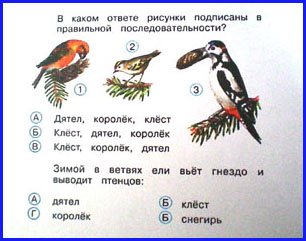 В каком ответе рисунки подписаны в
правильной последовательности?
1
2
3
А Дятел, королёк, клёст
Б Клёст, дятел, королёк
В Клёст, королёк, дятел
Зимой в ветвях ели вьёт гнездо и
выводит птенцов:
А дятел Б клёст
Г королёк Б снегирь